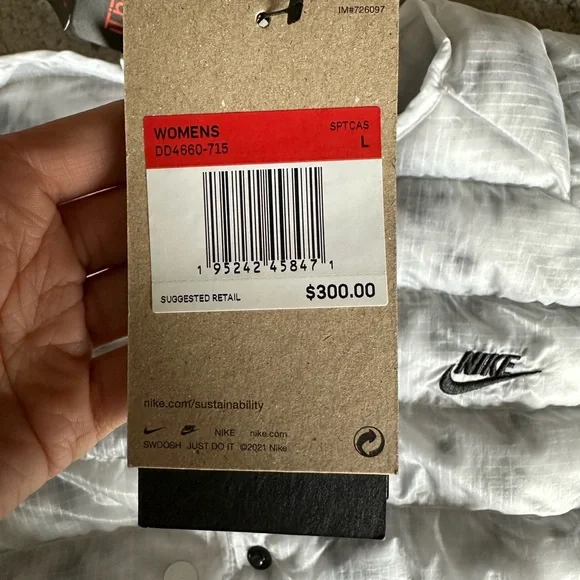 IM#726097
WOMENS SPTCAS
DD4660-715 L
1 95242 45847 1
SUGGESTED RETAIL $300.00
NIKE
nike.com/sustainability
NIKE nike.com
SWOOSH JUST DO IT ©2021 Nike